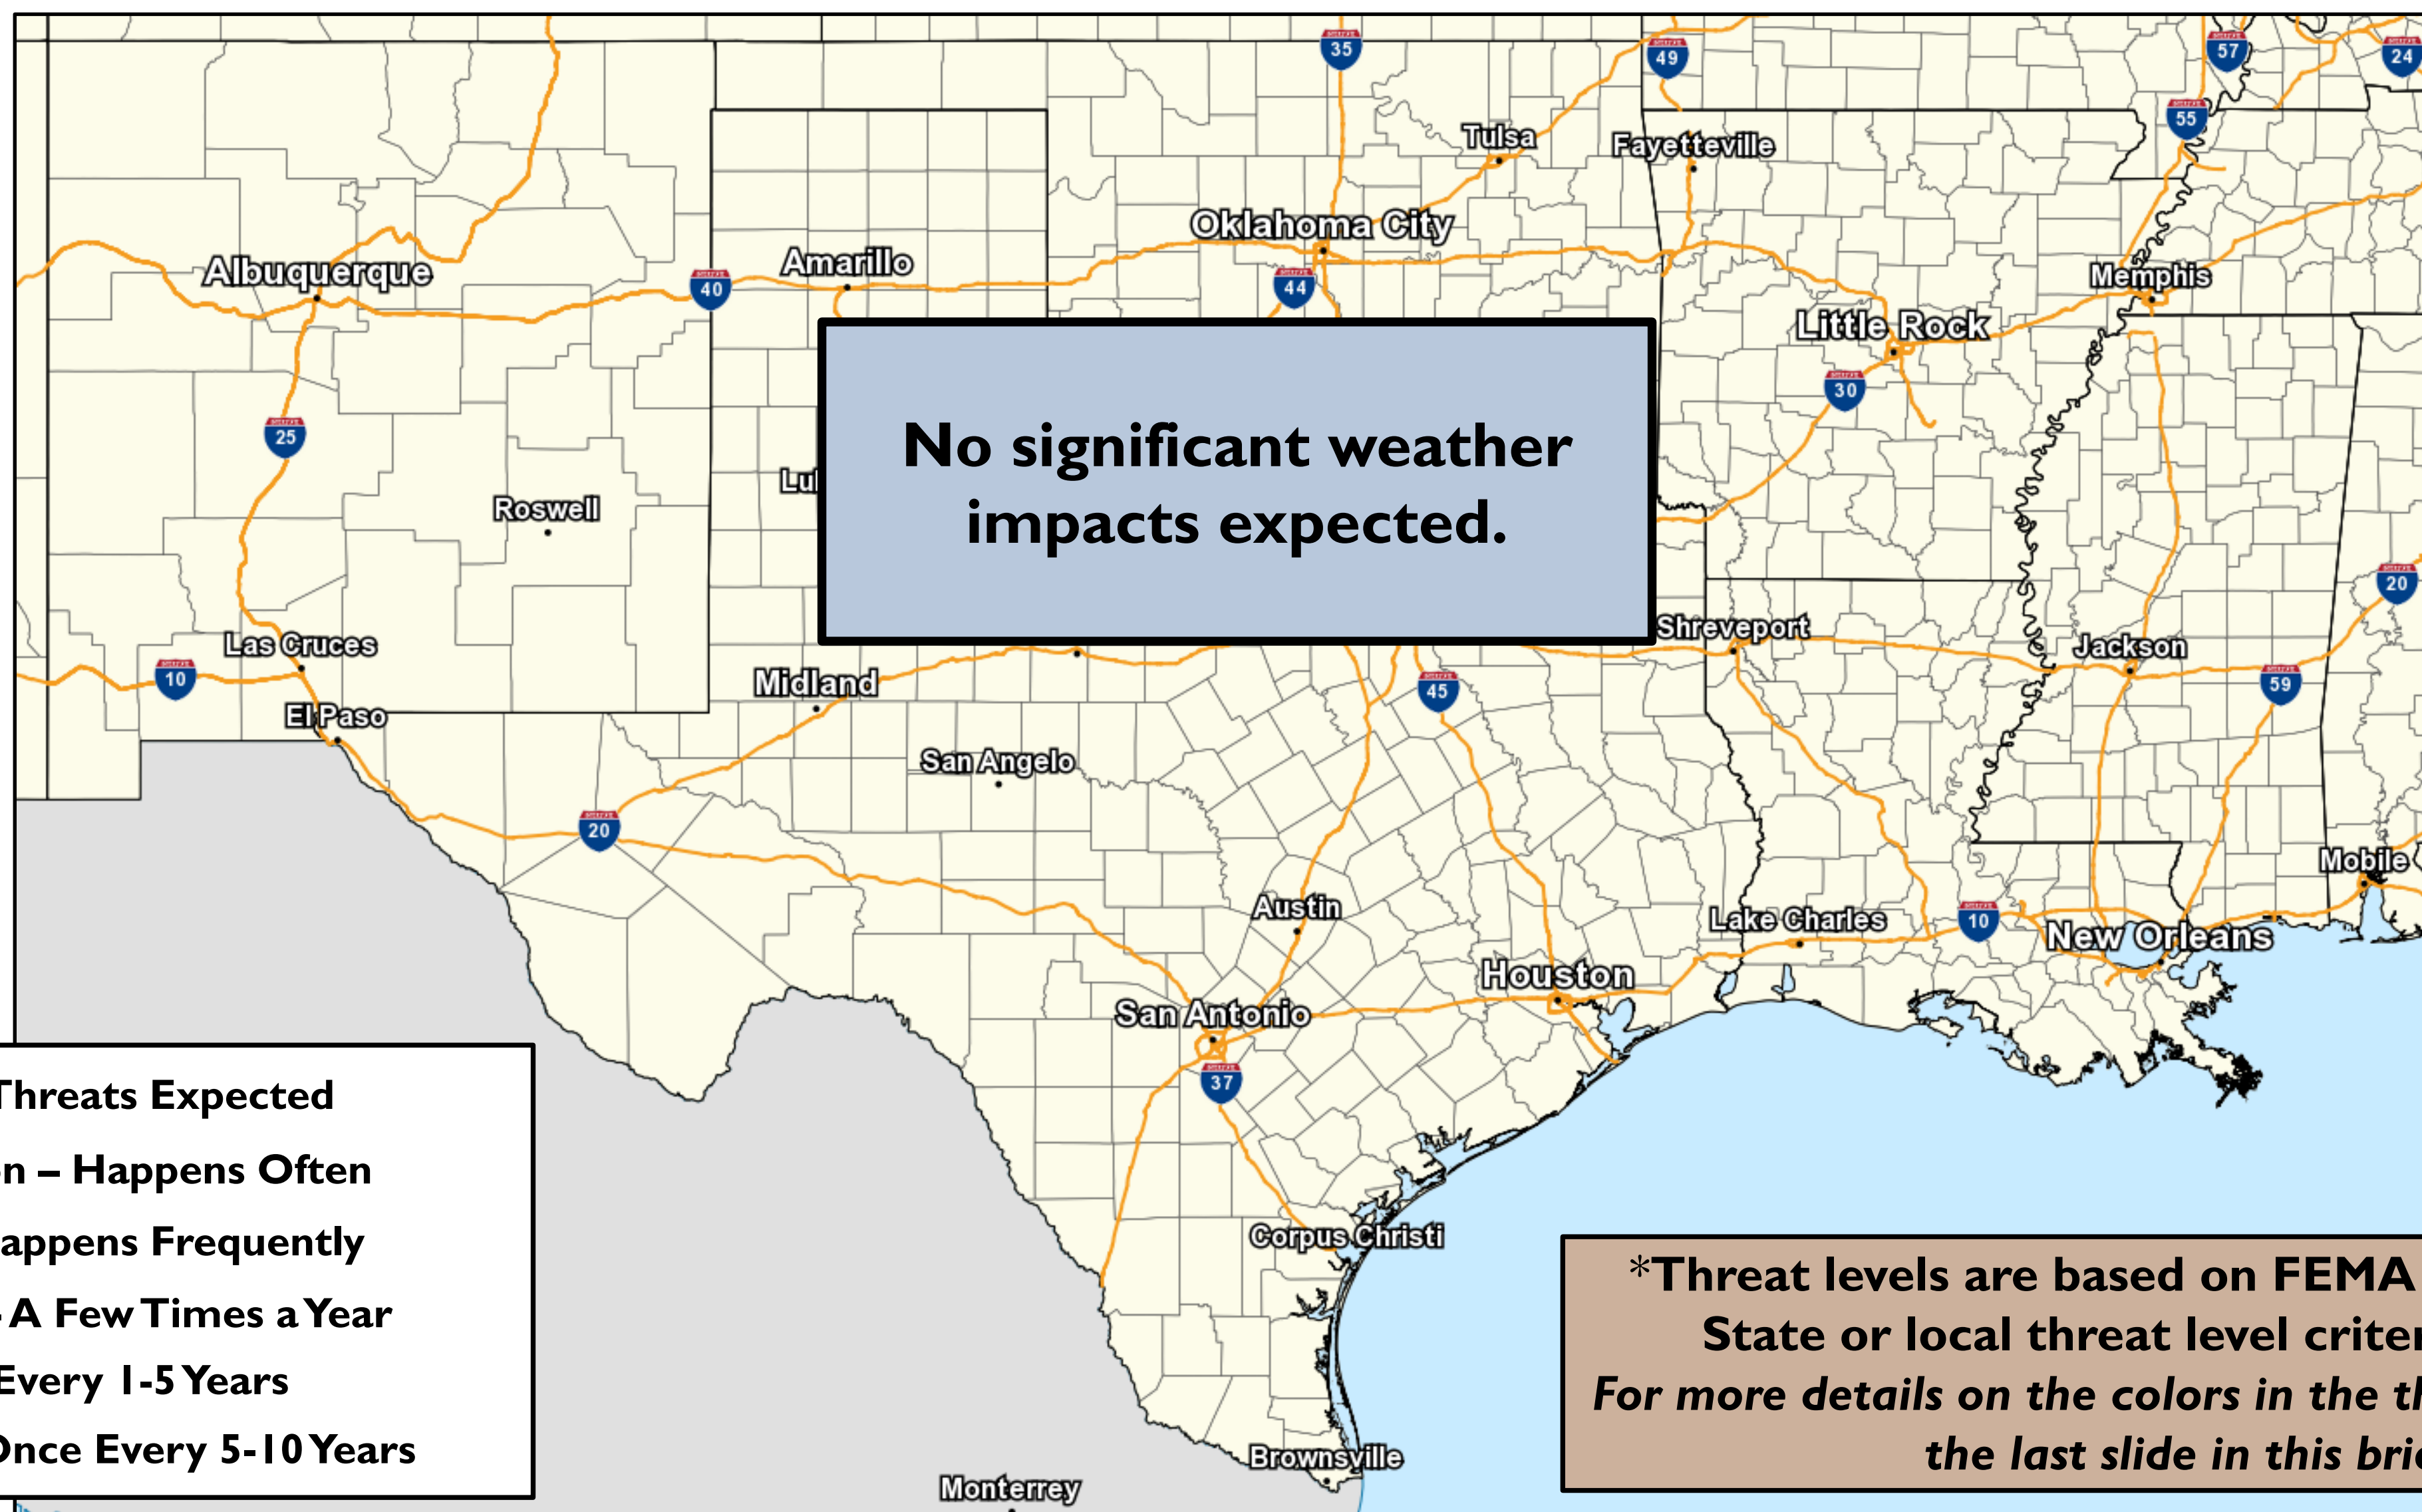 35
49
57
24
55
Tulsa
Fayetteville
Oklahoma City
Albuquerque
40
Amarillo
44
Memphis
Little Rock
30
25
No significant weather
impacts expected.
Roswell
20
Las Cruces
Shreveport
Jackson
10
Midland
45
59
El Paso
San Angelo
20
Mobile
Austin
Lake Charles
10
New Orleans
Houston
San Antonio
37
Threats Expected
n – Happens Often
appens Frequently
Corpus Christi
- A Few Times a Year
Every 1-5 Years
Once Every 5-10 Years
*Threat levels are based on FEMA
State or local threat level criter
For more details on the colors in the th
the last slide in this brie
Brownsville
Monterrey